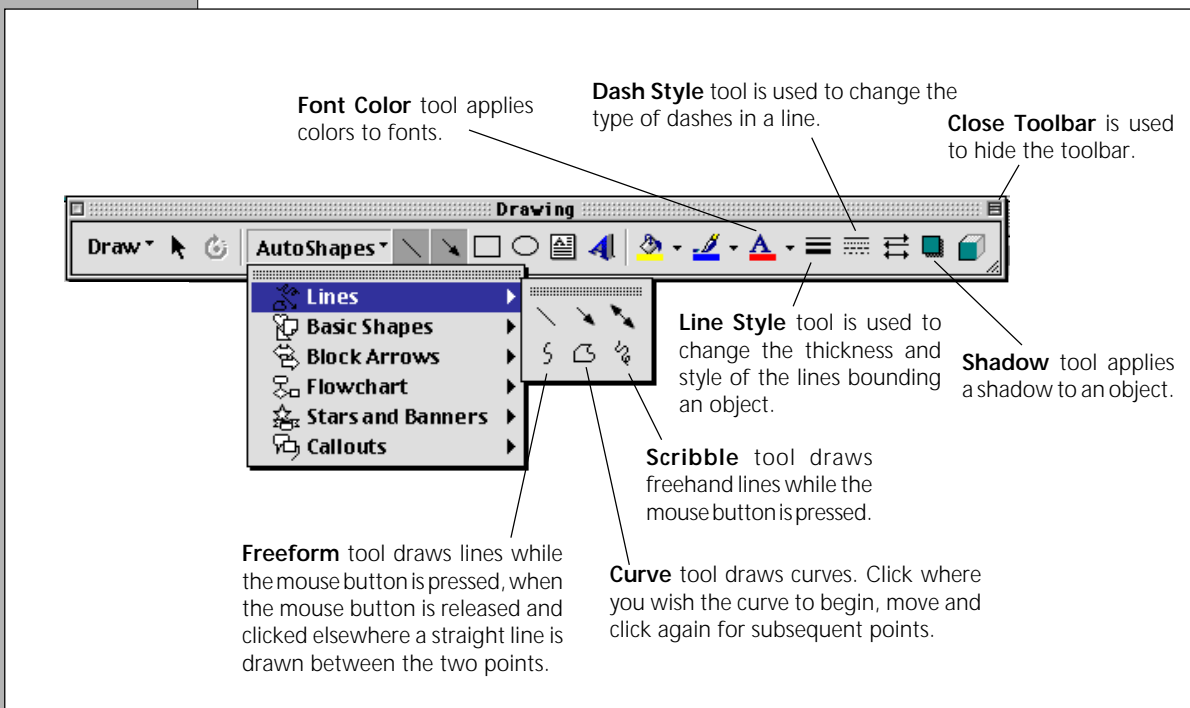 Font Color tool applies
colors to fonts.
Dash Style tool is used to change the
type of dashes in a line.
Close Toolbar is used
to hide the toolbar.
Drawing
Draw
AutoShapes
A
A
Lines
Basic Shapes
Block Arrows
Flowchart
Stars and Banners
Callouts
Line Style tool is used to
change the thickness and
style of the lines bounding
an object.
Shadow tool applies
a shadow to an object.
Scribble tool draws
freehand lines while the
mouse button is pressed.
Freeform tool draws lines while
the mouse button is pressed, when
the mouse button is released and
clicked elsewhere a straight line is
drawn between the two points.
Curve tool draws curves. Click where
you wish the curve to begin, move and
click again for subsequent points.